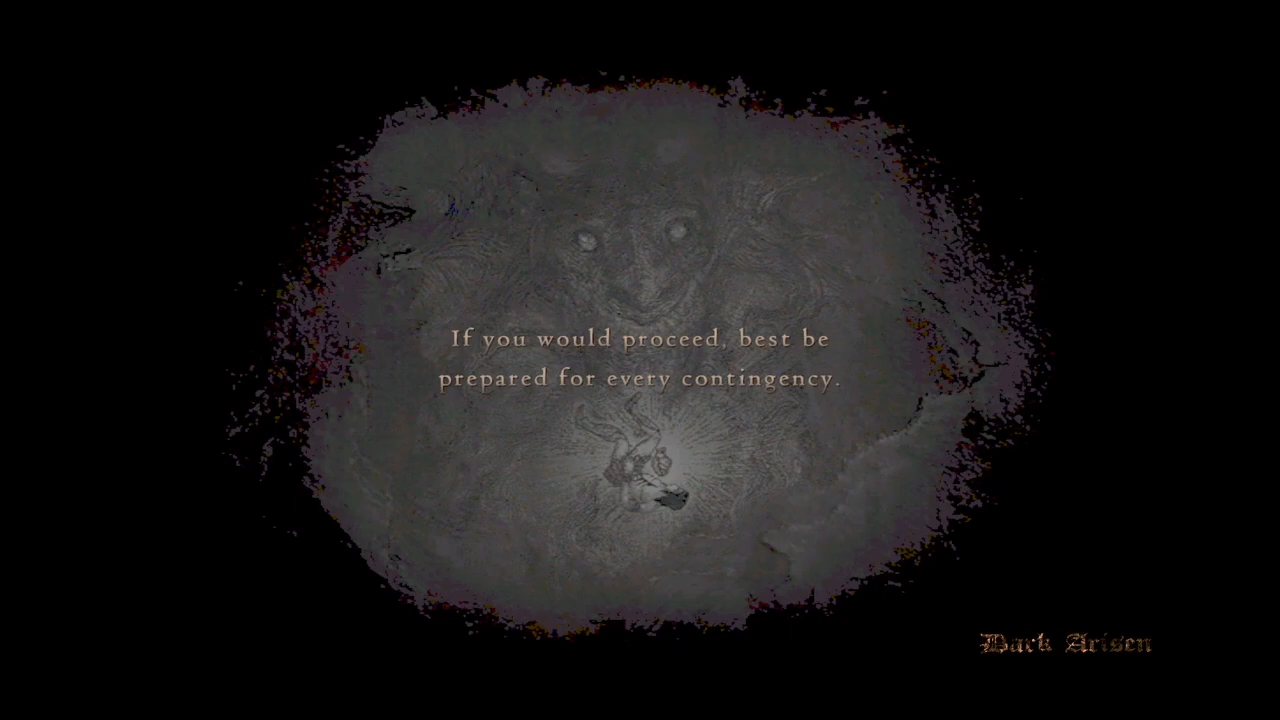 If you would proceed, best be
prepared for every contingency.
Dark Arisen